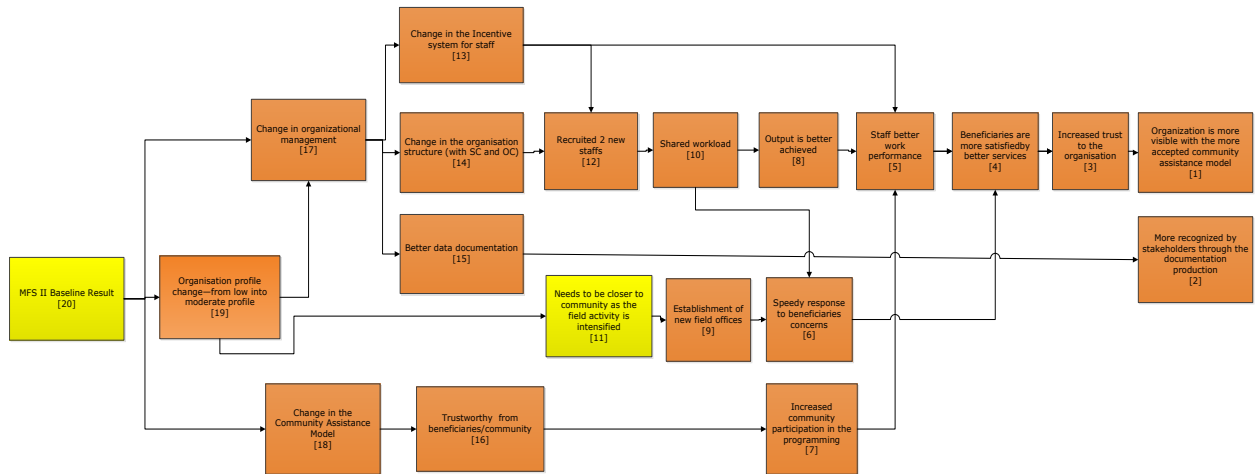 Change in the Incentive
system for staff
[13]
Change in organizational
management
[17]
Change in the organisation
structure (with SC and OC)
[14]
Recruited 2 new
staffs
[12]
Shared workload
[10]
Output is better
achieved
[8]
Staff better
work
performance
[5]
Beneficiaries are
more satisfiedby
better services
[4]
Increased trust
to the
organisation
[3]
Organization is more
visible with the more
accepted community
assistance model
[1]
Better data documentation
[15]
More recognized by
stakeholders through the
documentation
production
[2]
MFS II Baseline Result
[20]
Organisation profile
change—from low into
moderate profile
[19]
Needs to be closer to
community as the
field activity is
intensified
[11]
Establishment of
new field offices
[9]
Speedy response
to beneficiaries
concerns
[6]
Change in the
Community Assistance
Model
[18]
Trustworthy from
beneficiaries/community
[16]
Increased
community
participation in the
programming
[7]